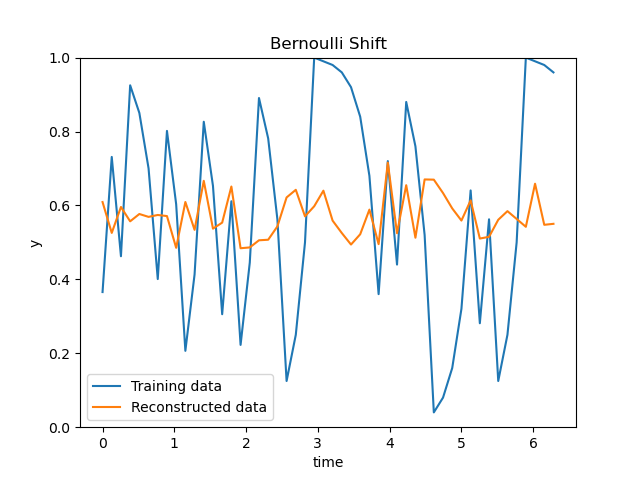 Bernoulli Shift
1.0
0.8
0.6
0.4
0.2
0.0
y
Training data
Reconstructed data
0 1 2 3 4 5 6
time